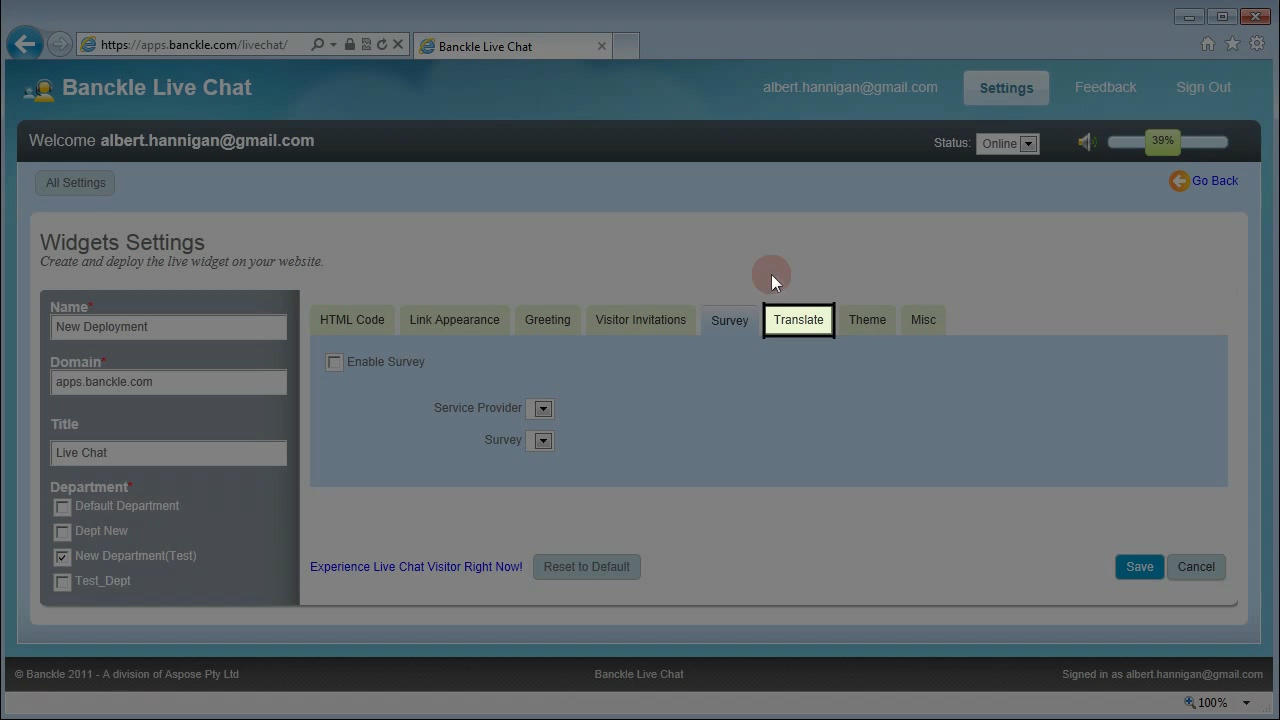 https://apps.banckle.com/livechat/
Banckle Live Chat
Banckle Live Chat
albert.hannigan@gmail.com
Settings
Feedback
Sign Out
Welcome albert.hannigan@gmail.com
Status:
Online
39%
All Settings
Go Back
Widgets Settings
Create and deploy the live widget on your website.
Name*
New Deployment
Domain*
apps.banckle.com
Title
Live Chat
Department*
Default Department
Dept New
New Department(Test)
Test_Dept
HTML Code
Link Appearance
Greeting
Visitor Invitations
Survey
Translate
Theme
Misc
Enable Survey
Service Provider
Survey
Experience Live Chat Visitor Right Now!
Reset to Default
Save
Cancel
© Banckle 2011 - A division of Aspose Pty Ltd
Banckle Live Chat
Signed in as albert.hannigan@gmail.com
100%